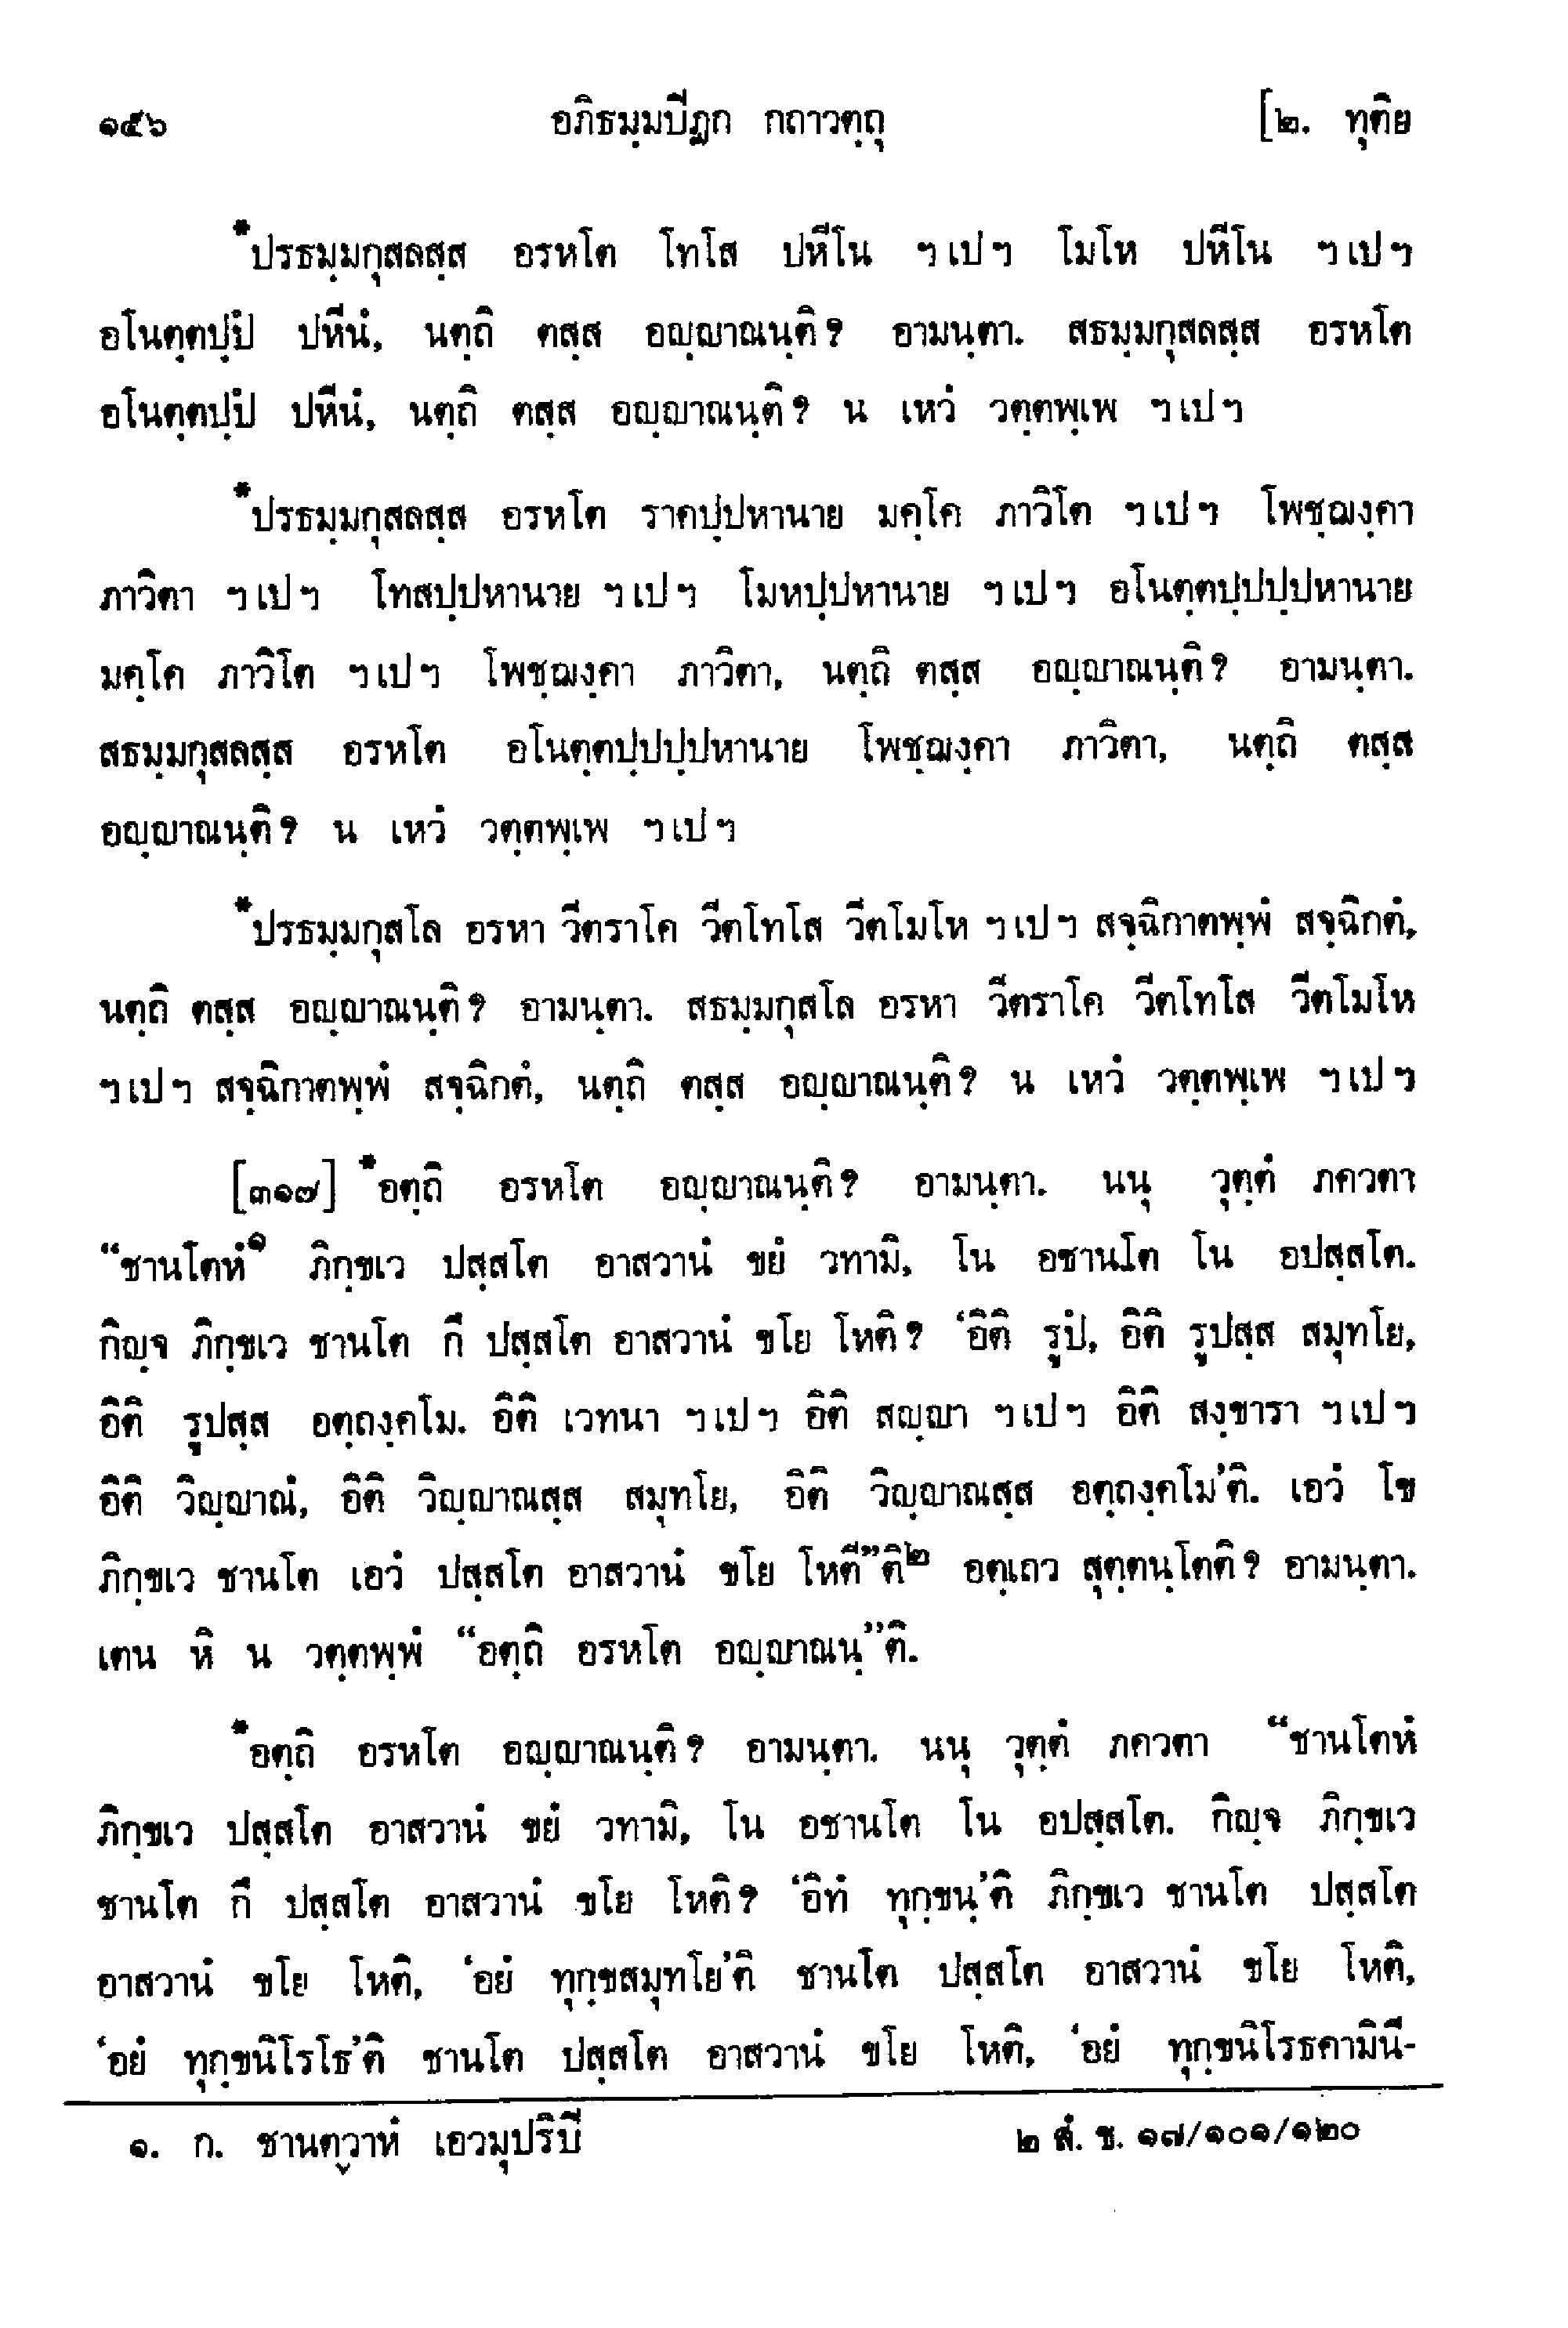 ๑๕๖ อภิธมฺมปิฏก กถาวตฺถุ [๒. ทุติย
*ปรธมฺมกุสลสฺส อรหโต โทโส ปหีโน ฯเปฯ โมโห ปหีโน ฯเปฯ
อโนตฺตปฺปํ ปหีนํ, นตฺถิ ตสฺส อญฺญาณนฺติ? อามนฺตา. สธมฺมกุสลสฺส อรหโต
อโนตฺตปฺปํ ปหีนํ, นตฺถิ ตสฺส อญฺญาณนฺติ? น เหวํ วตฺตพฺเพ ฯเปฯ
*ปรธมฺมกุสลสฺส อรหโต ราคปฺปหานาย มคฺโค ภาวิโต ฯเปฯ โพชฺฌงฺคา
ภาวิตา ฯเปฯ โทสปฺปหานาย ฯเปฯ โมหปฺปหานาย ฯเปฯ อโนตฺตปฺปปฺปหานาย
มคฺโค ภาวิโต ฯเปฯ โพชฺฌงฺคา ภาวิตา, นตฺถิ ตสฺส อญฺญาณนฺติ? อามนฺตา.
สธมฺมกุสลสฺส อรหโต อโนตฺตปฺปปฺปหานาย โพชฺฌงฺคา ภาวิตา, นตฺถิ ตสฺส
อญฺญาณนฺติ? น เหวํ วตฺตพฺเพ ฯเปฯ
*ปรธมฺมกุสโล อรหา วีตราโค วีตโทโส วีตโมโห ฯเปฯ สจฺฉิกาตพฺพํ สจฺฉิกตํ,
นตฺถิ ตสฺส อญฺญาณนฺติ? อามนฺตา. สธมฺมกุสโล อรหา วีตราโค วีตโทโส วีตโมโห
ฯเปฯ สจฺฉิกาตพฺพํ สจฺฉิกตํ, นตฺถิ ตสฺส อญฺญาณนฺติ? น เหวํ วตฺตพฺเพ ฯเปฯ
[๓๑๗] *อตฺถิ อรหโต อญฺญาณนฺติ? อามนฺตา. นนุ วุตฺตํ ภควตา
“ชานโตหํ๑ ภิกฺขเว ปสฺสโต อาสวานํ ขยํ วทามิ, โน อชานโต โน อปสฺสโต.
กิญฺจ ภิกฺขเว ชานโต กึ ปสฺสโต อาสวานํ ขโย โหติ? ‘อิติ รูปํ, อิติ รูปสฺส สมุทโย,
อิติ รูปสฺส อตฺถงฺคโม. อิติ เวทนา ฯเปฯ อิติ สญฺญา ฯเปฯ อิติ สงฺขารา ฯเปฯ
อิติ วิญฺญาณํ, อิติ วิญฺญาณสฺส สมุทโย, อิติ วิญฺญาณสฺส อตฺถงฺคโม’ติ. เอวํ โข
ภิกฺขเว ชานโต เอวํ ปสฺสโต อาสวานํ ขโย โหตี”ติ๒ อตฺเถว สุตฺตนฺโตติ? อามนฺตา.
เตน หิ น วตฺตพฺพํ “อตฺถิ อรหโต อญฺญาณนฺ”ติ.
*อตฺถิ อรหโต อญฺญาณนฺติ? อามนฺตา. นนุ วุตฺตํ ภควตา “ชานโตหํ
ภิกฺขเว ปสฺสโต อาสวานํ ขยํ วทามิ, โน อชานโต โน อปสฺสโต. กิญฺจ ภิกฺขเว
ชานโต กึ ปสฺสโต อาสวานํ ขโย โหติ? ‘อิทํ ทุกฺขนฺ’ติ ภิกฺขเว ชานโต ปสฺสโต
อาสวานํ ขโย โหติ, ‘อยํ ทุกฺขสมุทโย’ติ ชานโต ปสฺสโต อาสวานํ ขโย โหติ,
‘อยํ ทุกฺขนิโรโธ’ติ ชานโต ปสฺสโต อาสวานํ ขโย โหติ, ‘อยํ ทุกฺขนิโรธคามินี-
๑. ก. ชานตฺวาหํ เอวมุปริปิ ๒ สํ. ข. ๑๗/๑๐๑/๑๒๐